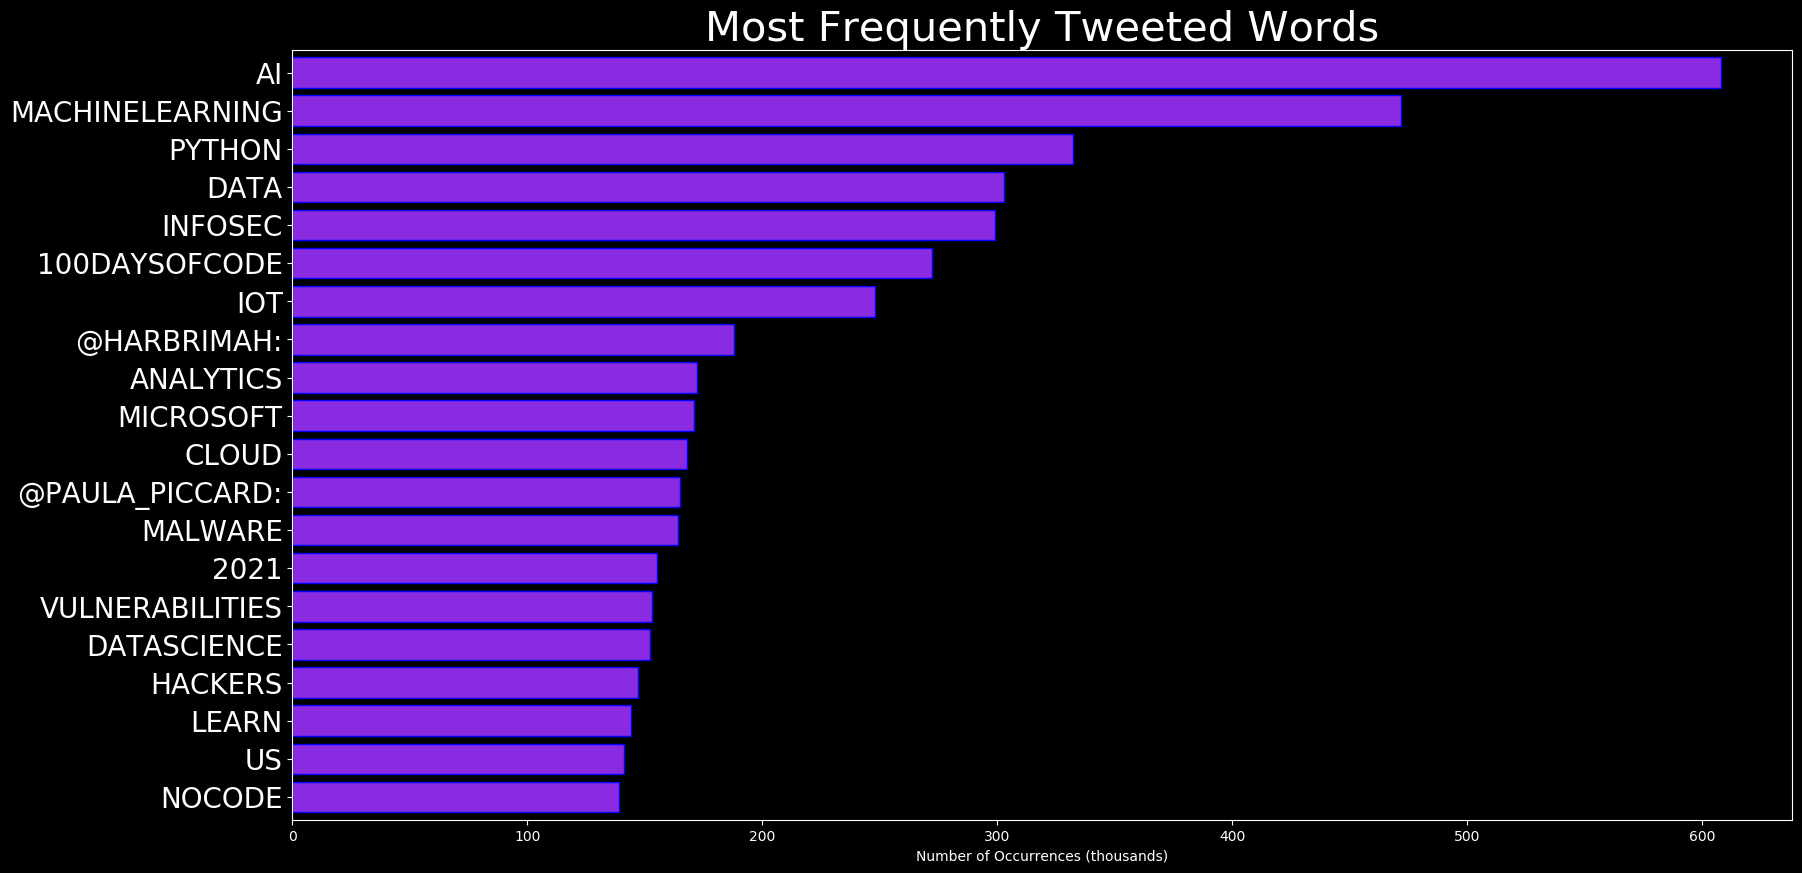 Most Frequently Tweeted Words
AI
MACHINELEARNING
PYTHON
DATA
INFOSEC
100DAYSOFCODE
IOT
@HARBRIMAH:
ANALYTICS
MICROSOFT
CLOUD
@PAULA_PICCARD:
MALWARE
2021
VULNERABILITIES
DATASCIENCE
HACKERS
LEARN
US
NOCODE
0 100 200 300 400 500 600
Number of Occurrences (thousands)